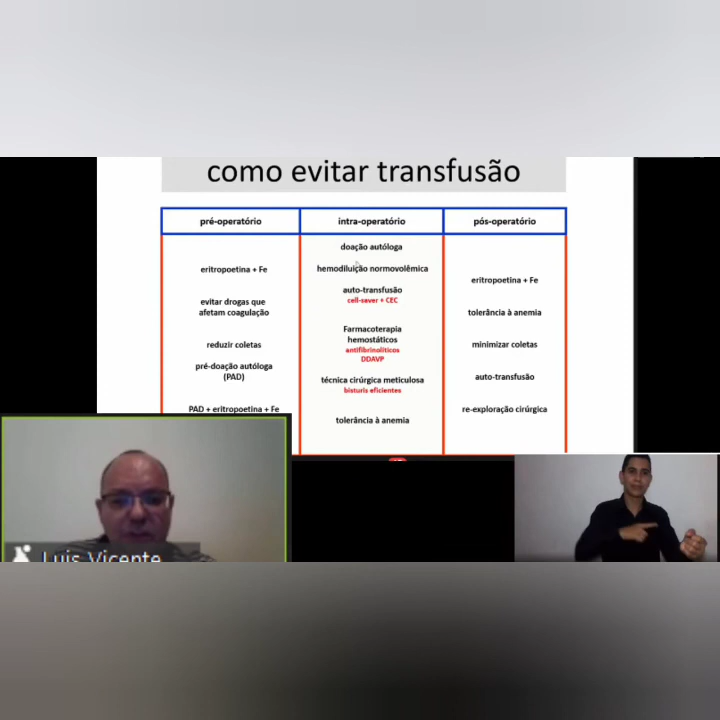 como evitar transfusão
pré-operatório
intra-operatório
pós-operatório
eritropoetina + Fe
evitar drogas que
afetam coagulação
reduzir coletas
pré-doação autóloga
(PAD)
PAD + eritropoetina + Fe
doação autóloga
hemodiluição normovolêmica
auto-transfusão
cell-saver + CEC
Farmacoterapia
hemostáticos
antifibrinolíticos
DDAVP
técnica cirúrgica meticulosa
bisturis eficientes
tolerância à anemia
eritropoetina + Fe
tolerância à anemia
minimizar coletas
auto-transfusão
re-exploração cirúrgica
Luis Vicente